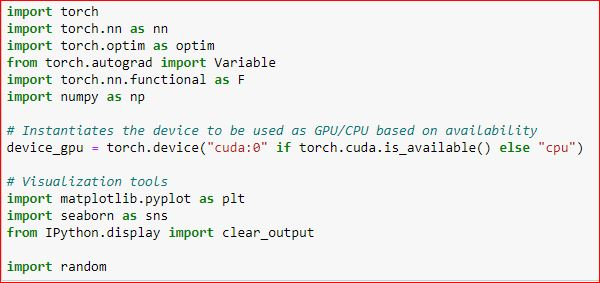 import torch
import torch.nn as nn
import torch.optim as optim
from torch.autograd import Variable
import torch.nn.functional as F
import numpy as np
# Instantiates the device to be used as GPU/CPU based on availability
device_gpu = torch.device("cuda:0" if torch.cuda.is_available() else "cpu")
# Visualization tools
import matplotlib.pyplot as plt
import seaborn as sns
from IPython.display import clear_output
import random